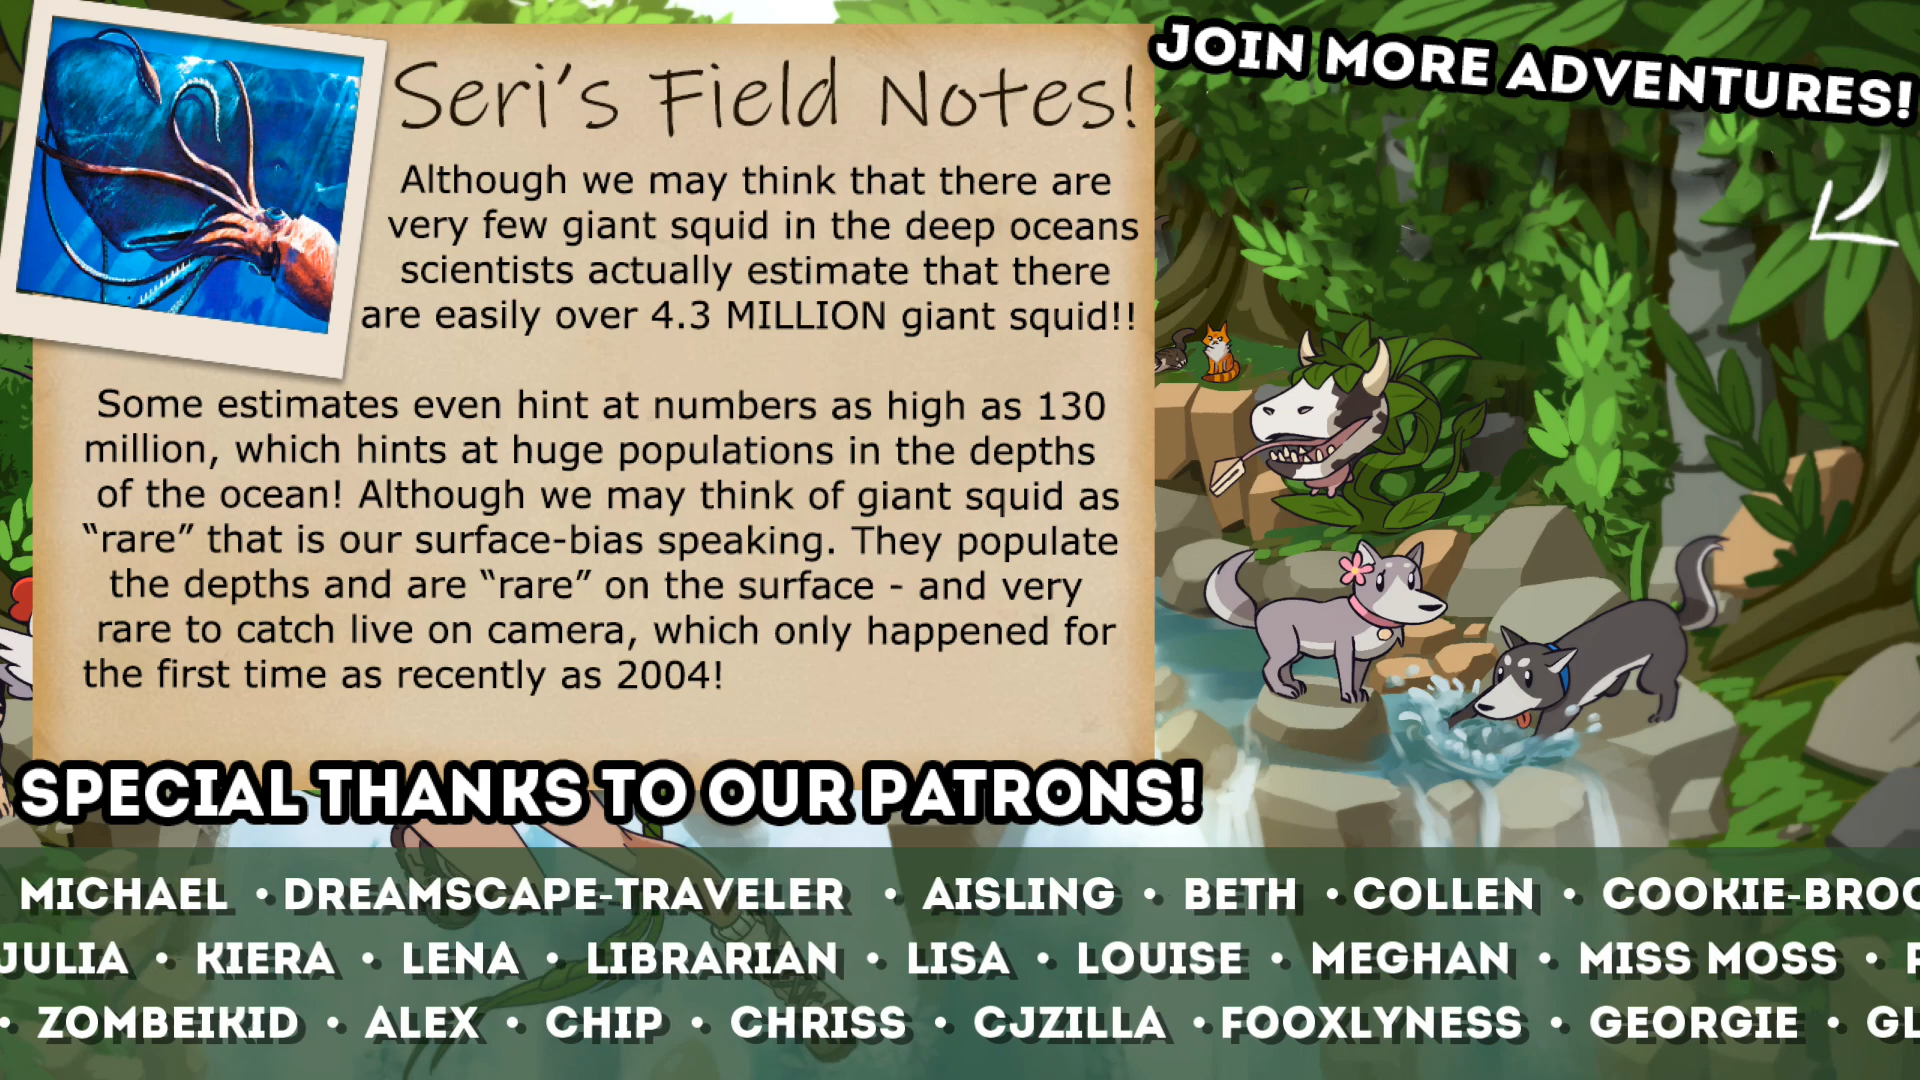 Seri's Field Notes!
JOIN MORE ADVENTURES!
Although we may think that there are
very few giant squid in the deep oceans
scientists actually estimate that there
are easily over 4.3 MILLION giant squid!!
Some estimates even hint at numbers as high as 130
million, which hints at huge populations in the depths
of the ocean! Although we may think of giant squid as
“rare” that is our surface-bias speaking. They populate
the depths and are “rare” on the surface - and very
rare to catch live on camera, which only happened for
the first time as recently as 2004!
SPECIAL THANKS TO OUR PATRONS!
MICHAEL • DREAMSCAPE-TRAVELER • AISLING • BETH • COLLEN •
JULIA • KIERA • LENA • LIBRARIAN • LISA • LOUISE • MEGHAN • MISS MOSS •
• ZOMBEIKID • ALEX • CHIP • CHRISS • CJZILLA • FOOXLYNESS • GEORGIE •